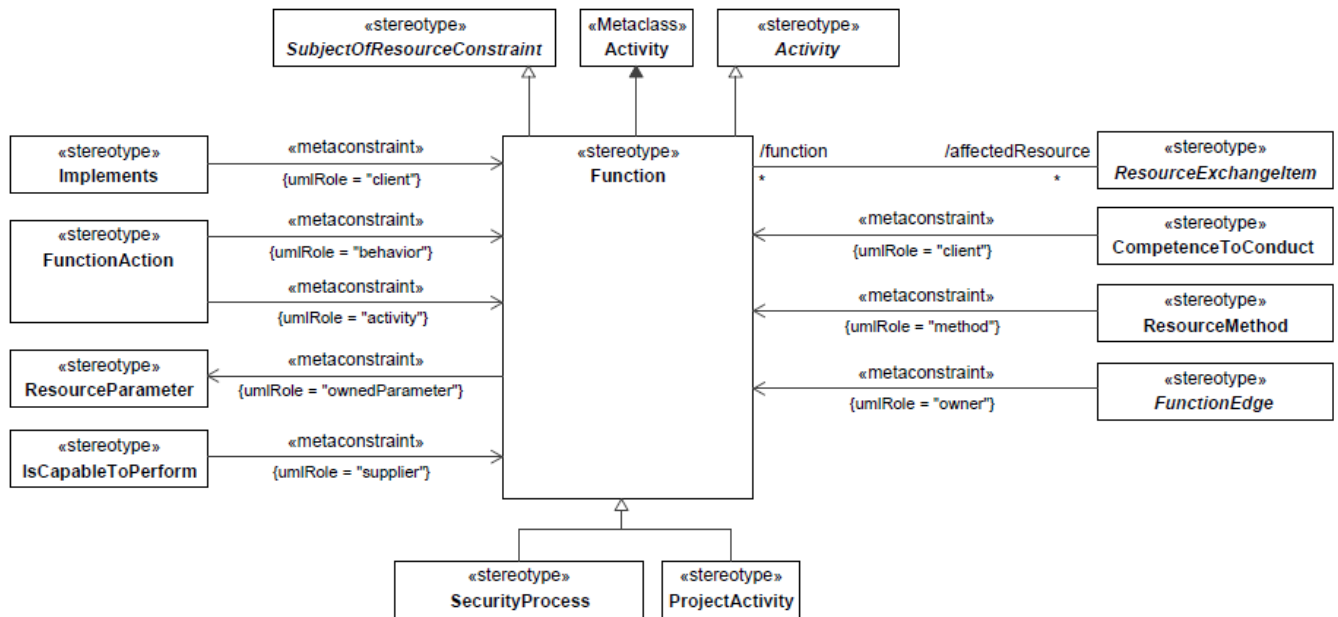 «stereotype»
SubjectOfResourceConstraint
«Metaclass»
Activity
«stereotype»
Activity
«stereotype»
Implements
«metaconstraint»
{umlRole = "client"}
«stereotype»
FunctionAction
«metaconstraint»
{umlRole = "behavior"}
«metaconstraint»
{umlRole = "activity"}
«stereotype»
ResourceParameter
«metaconstraint»
{umlRole = "ownedParameter"}
«stereotype»
IsCapableToPerform
«metaconstraint»
{umlRole = "supplier"}
«stereotype»
Function
/function
*
/affectedResource
*
«stereotype»
ResourceExchangeItem
«metaconstraint»
{umlRole = "client"}
«stereotype»
CompetenceToConduct
«metaconstraint»
{umlRole = "method"}
«stereotype»
ResourceMethod
«metaconstraint»
{umlRole = "owner"}
«stereotype»
FunctionEdge
«stereotype»
SecurityProcess
«stereotype»
ProjectActivity